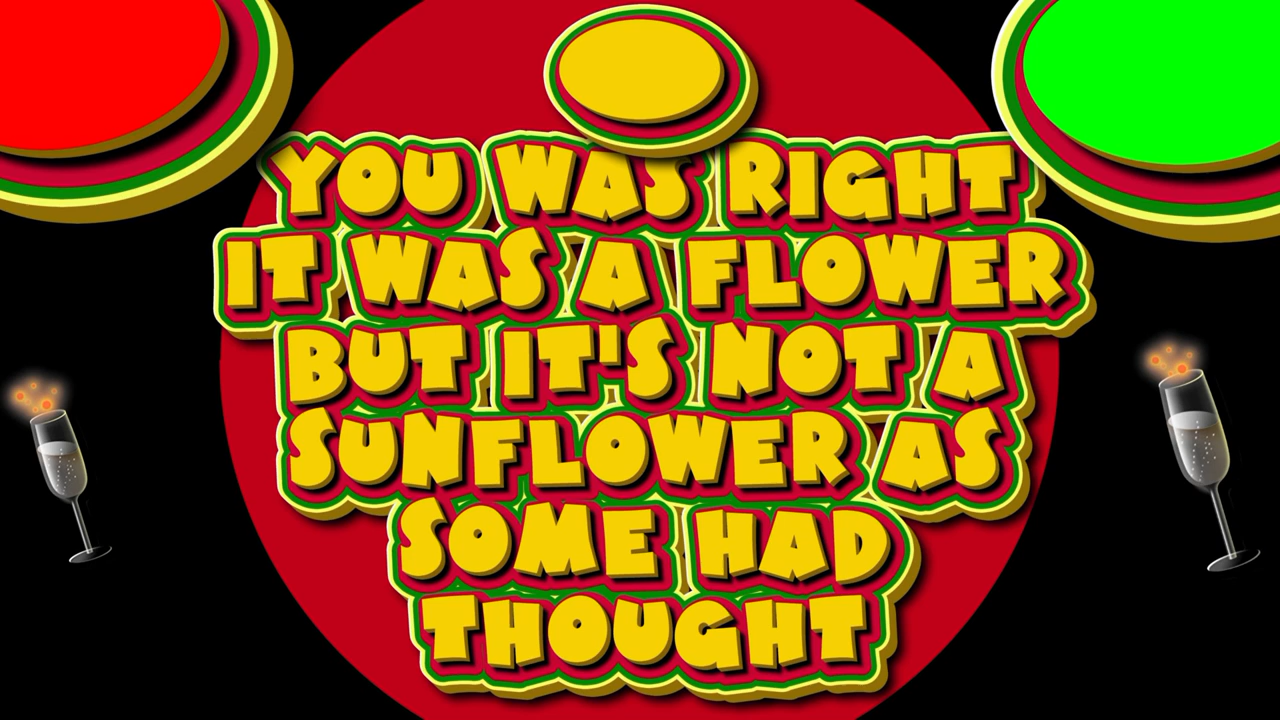 YOU WAS RIGHT
IT WAS A FLOWER
BUT IT'S NOT A
SUNFLOWER AS
SOME HAD
THOUGHT